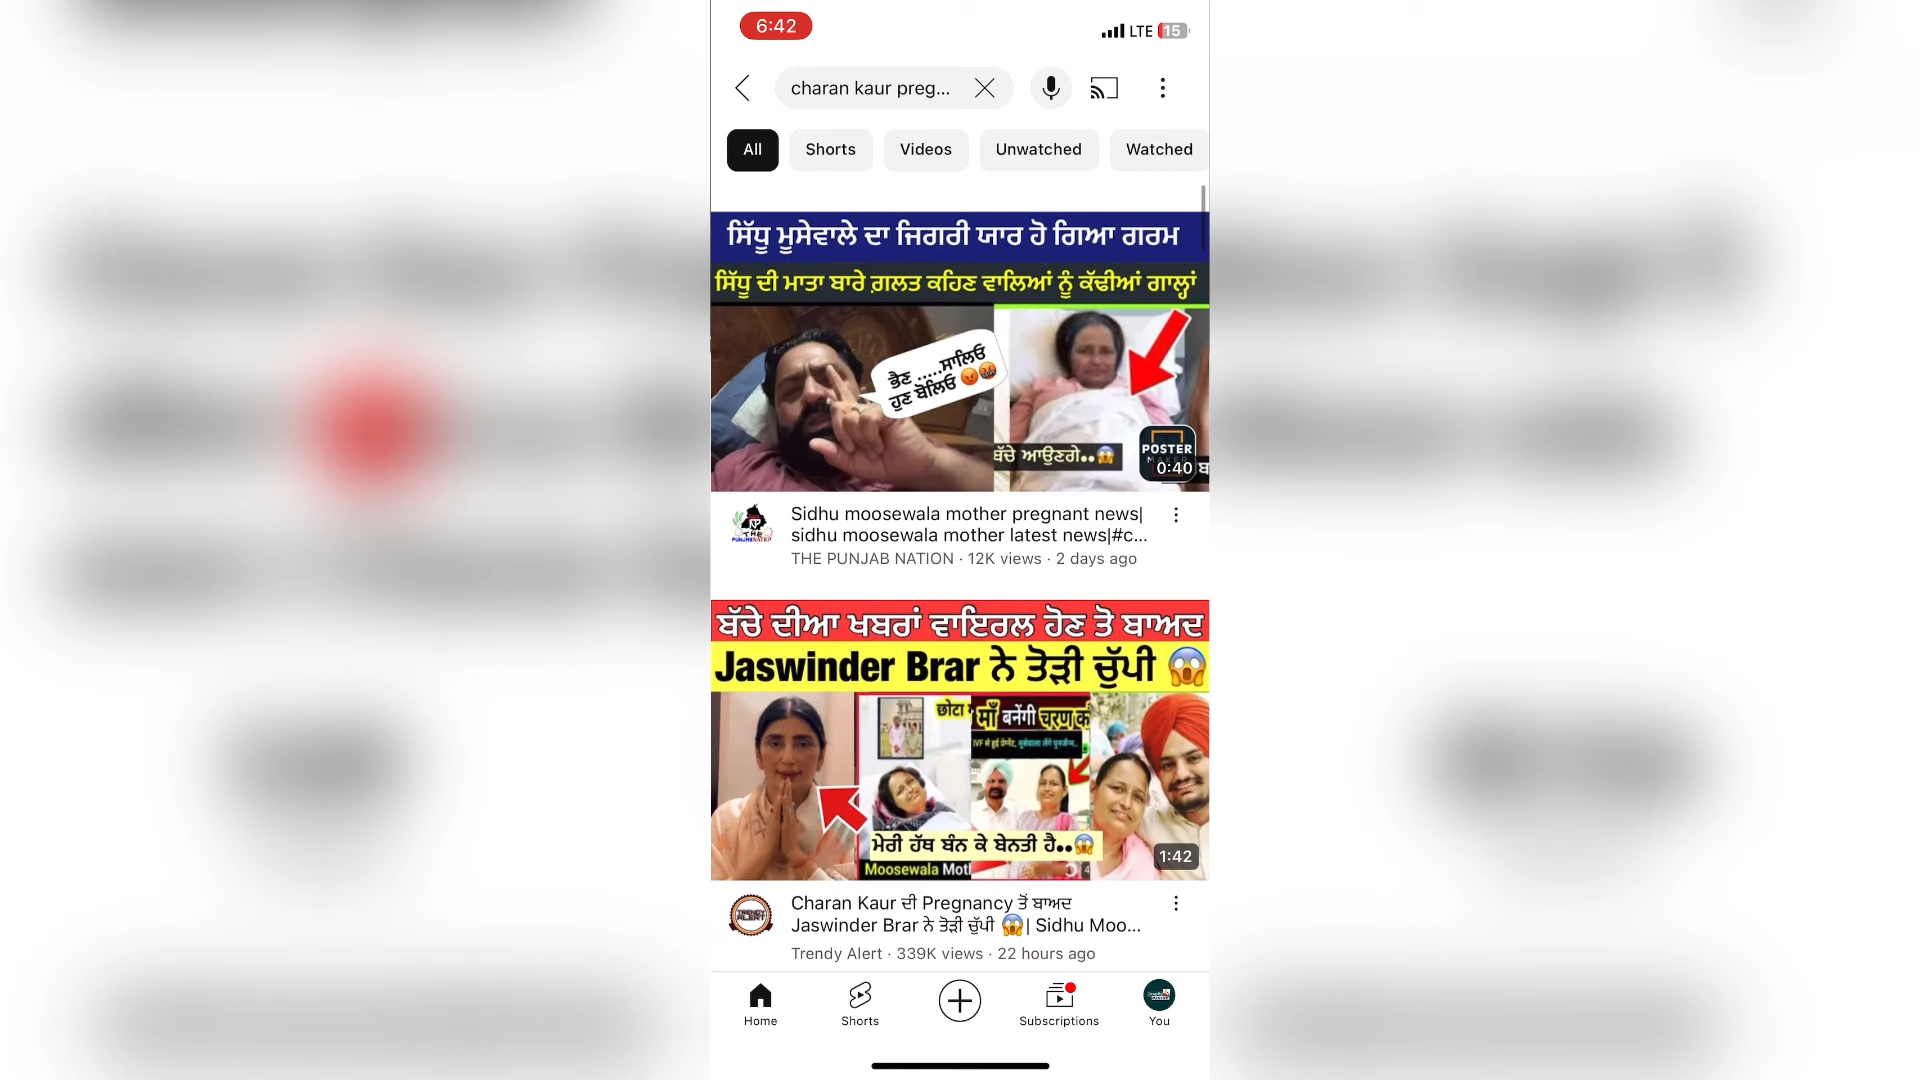 6:42
LTE 15
charan kaur preg...
All Shorts Videos Unwatched Watched
ਸਿੱਧੂ ਮੂਸੇਵਾਲੇ ਦਾ ਜਿਗਰੀ ਯਾਰ ਹੋ ਗਿਆ ਗਰਮ
ਸਿੱਧੂ ਦੀ ਮਾਤਾ ਬਾਰੇ ਗ਼ਲਤ ਕਹਿਣ ਵਾਲਿਆਂ ਨੂੰ ਕੱਢੀਆਂ ਗਾਲ੍ਹਾਂ
ਭੈਣ .....ਸਾਲਿਓ
ਹੁਣ ਬੋਲਿਓ 😡🤬
ਬੱਚੇ ਆਉਣਗੇ..😱
POSTER
0:40
Sidhu moosewala mother pregnant news|
sidhu moosewala mother latest news|#c...
THE PUNJAB NATION · 12K views · 2 days ago
ਬੱਚੇ ਦੀਆ ਖਬਰਾਂ ਵਾਇਰਲ ਹੋਣ ਤੋ ਬਾਅਦ
Jaswinder Brar ਨੇ ਤੋੜੀ ਚੁੱਪੀ 😱
छोटा
माँ बनेंगी चरण कौ
ਮੇਰੀ ਹੱਥ ਬੰਨ ਕੇ ਬੇਨਤੀ ਹੈ..😱
Moosewala Moth
1:42
Charan Kaur ਦੀ Pregnancy ਤੋਂ ਬਾਅਦ
Jaswinder Brar ਨੇ ਤੋੜੀ ਚੁੱਪੀ 😱| Sidhu Moo...
Trendy Alert · 339K views · 22 hours ago
Home Shorts Subscriptions You